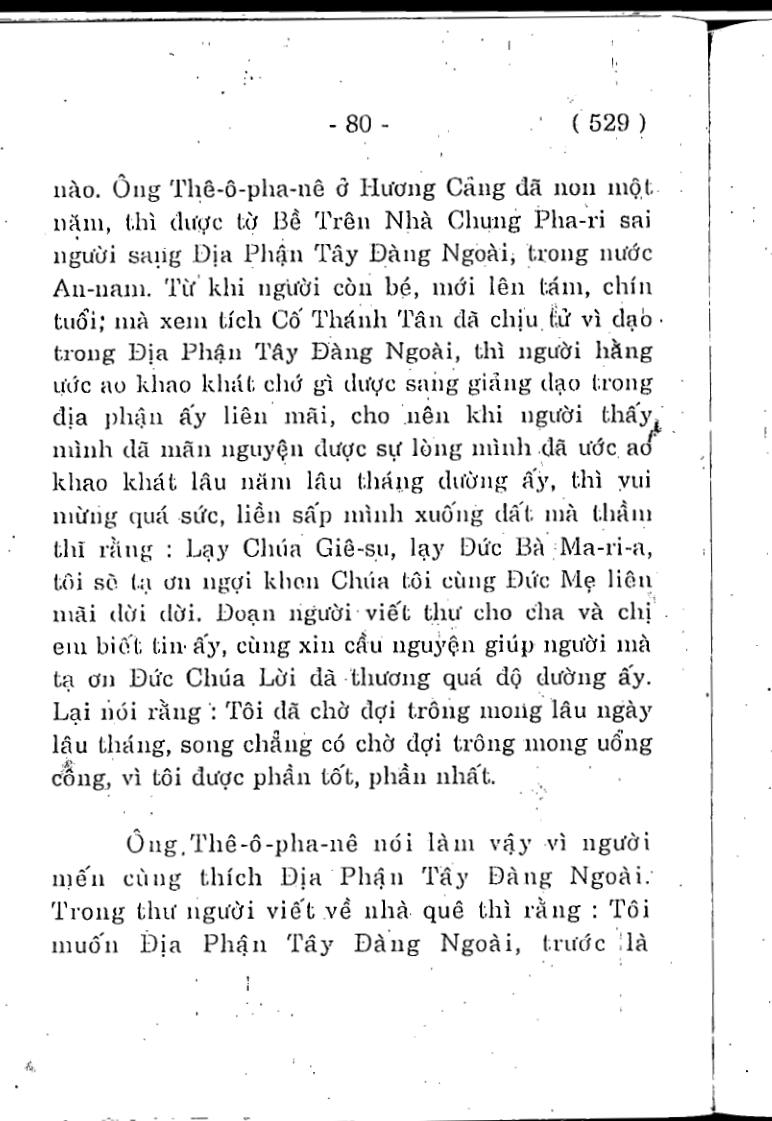 - 80 - ( 529 )
nào. Ông Thê-ô-pha-nê ở Hương Cảng đã non một
năm, thì được tờ Bề Trên Nhà Chung Pha-ri sai
người sang Địa Phận Tây Đàng Ngoài, trong nước
An-nam. Từ khi người còn bé, mới lên tám, chín
tuổi; mà xem tích Cố Thánh Tân đã chịu tử vì đạo
trong Địa Phận Tây Đàng Ngoài, thì người hằng
ước ao khao khát chớ gì được sang giảng đạo trong
địa phận ấy liên mãi, cho nên khi người thấy
mình đã mãn nguyện được sự lòng mình đã ước ao
khao khát lâu năm lâu tháng dường ấy, thì vui
mừng quá sức, liền sấp mình xuống đất mà thầm
thĩ rằng : Lạy Chúa Giê-su, lạy Đức Bà Ma-ri-a,
tôi sẽ tạ ơn ngợi khen Chúa tôi cùng Đức Mẹ liên
mãi đời đời. Đoạn người viết thư cho cha và chị
em biết tin ấy, cùng xin cầu nguyện giúp người mà
tạ ơn Đức Chúa Lời đã thương quá độ dường ấy.
Lại nói rằng : Tôi đã chờ đợi trông mong lâu ngày
lâu tháng, song chẳng có chờ đợi trông mong uổng
công, vì tôi được phần tốt, phần nhất.
Ông Thê-ô-pha-nê nói làm vậy vì người
mến cùng thích Địa Phận Tây Đàng Ngoài.
Trong thư người viết về nhà quê thì rằng : Tôi
muốn Địa Phận Tây Đàng Ngoài, trước là